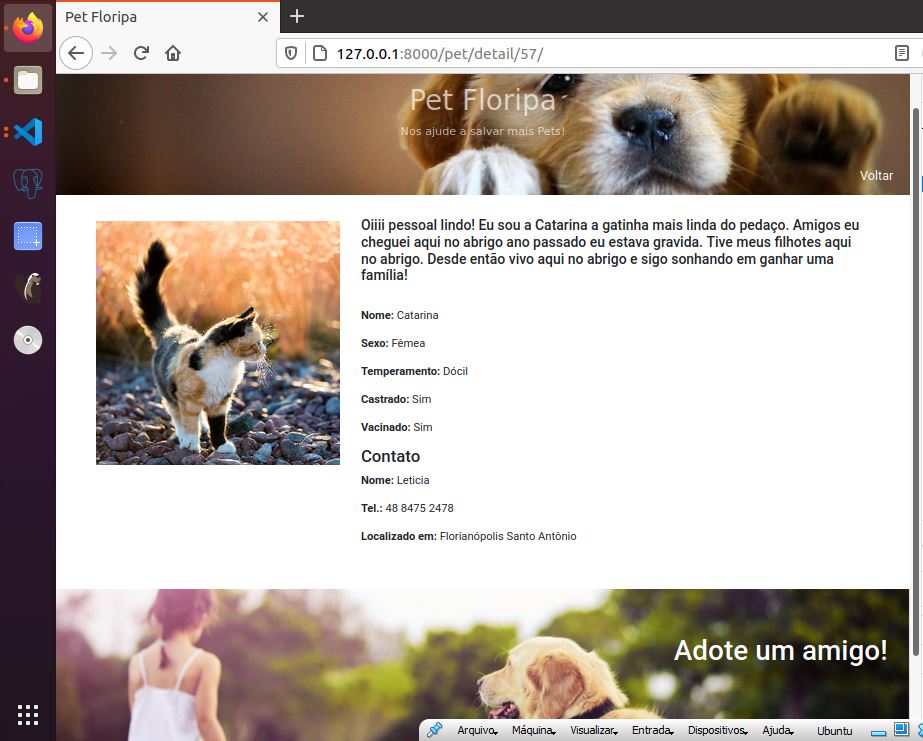 Pet Floripa
127.0.0.1:8000/pet/detail/57/
Pet Floripa
Nos ajude a salvar mais Pets!
Voltar
Oiiii pessoal lindo! Eu sou a Catarina a gatinha mais linda do pedaço. Amigos eu
cheguei aqui no abrigo ano passado eu estava gravida. Tive meus filhotes aqui
no abrigo. Desde então vivo aqui no abrigo e sigo sonhando em ganhar uma
família!
Nome: Catarina
Sexo: Fêmea
Temperamento: Dócil
Castrado: Sim
Vacinado: Sim
Contato
Nome: Leticia
Tel.: 48 8475 2478
Localizado em: Florianópolis Santo Antônio
Adote um amigo!
Arquivo Máquina Visualizar Entrada Dispositivos Ajuda Ubuntu